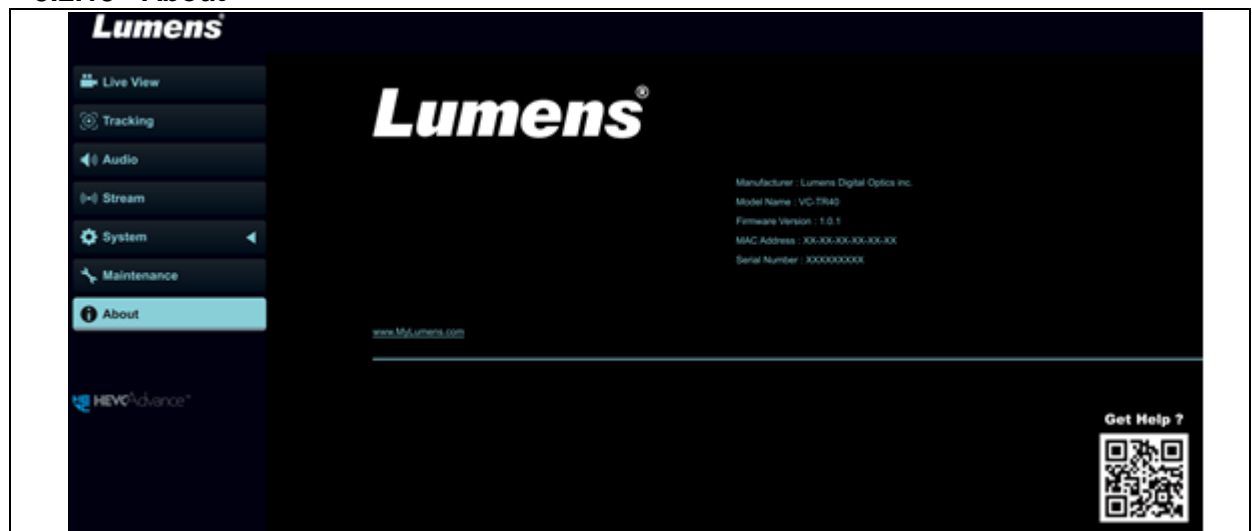 Lumens
Live View
Tracking
Audio
Stream
System
Maintenance
About
HEVCAdvance™
Lumens®
Manufacturer : Lumens Digital Optics inc.
Model Name : VC-TR40
Firmware Version : 1.0.1
MAC Address : XX-XX-XX-XX-XX-XX
Serial Number : XXXXXXXXXX
www.MyLumens.com
Get Help ?